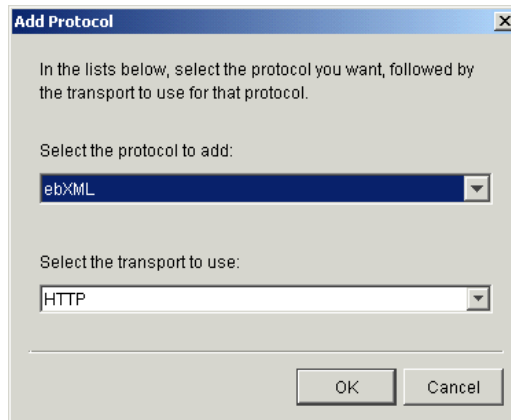 Add Protocol
In the lists below, select the protocol you want, followed by
the transport to use for that protocol.
Select the protocol to add:
ebXML
Select the transport to use:
HTTP
OK Cancel